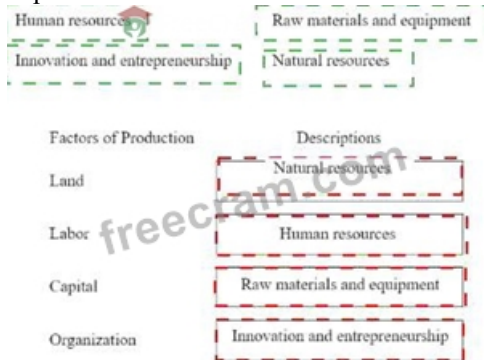 Human resources
Raw materials and equipment
Innovation and entrepreneurship
Natural resources
Factors of Production
Descriptions
Land
Natural resources
Labor
Human resources
freecram.com
Capital
Raw materials and equipment
Organization
Innovation and entrepreneurship